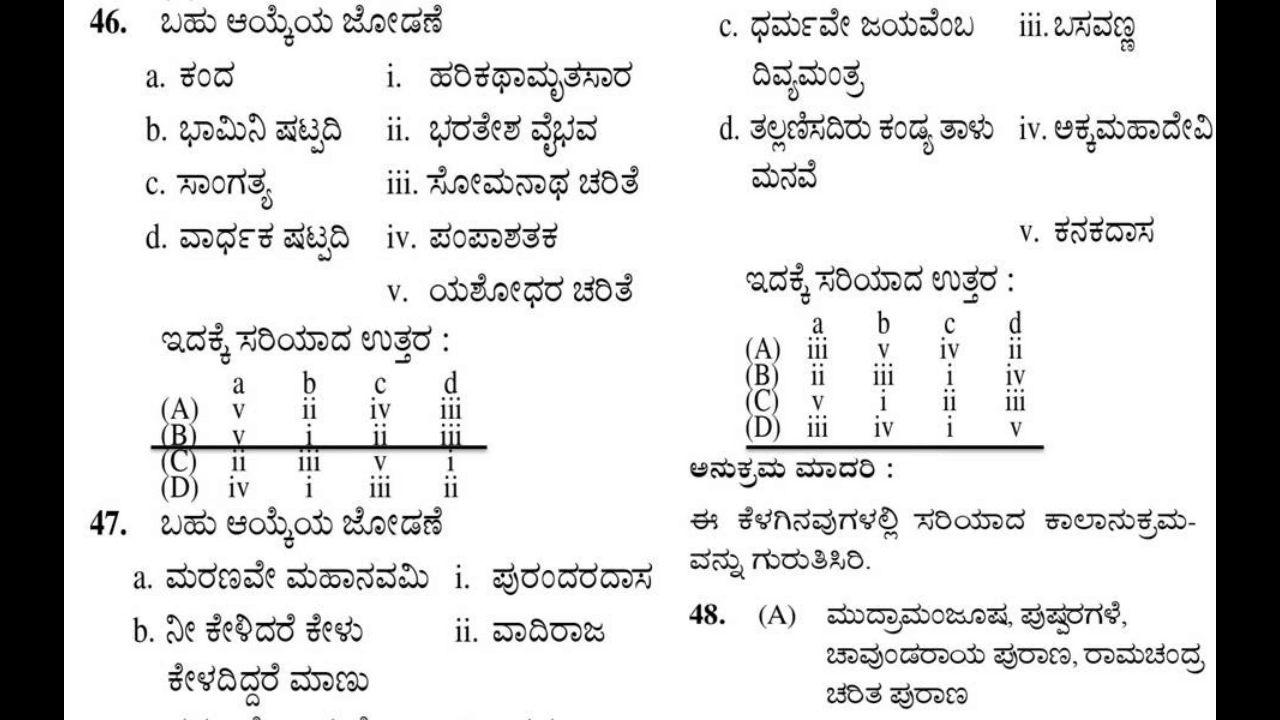 46. ಬಹು ಆಯ್ಕೆಯ ಜೋಡಣೆ
a. ಕಂದ i. ಹರಿಕಥಾಮೃತಸಾರ
b. ಭಾಮಿನಿ ಷಟ್ಪದಿ ii. ಭರತೇಶ ವೈಭವ
c. ಸಾಂಗತ್ಯ iii. ಸೋಮನಾಥ ಚರಿತೆ
d. ವಾರ್ಧಕ ಷಟ್ಪದಿ iv. ಪಂಪಾಶತಕ
v. ಯಶೋಧರ ಚರಿತೆ
ಇದಕ್ಕೆ ಸರಿಯಾದ ಉತ್ತರ :
a b c d
(A) v ii iv iii
(B) v i ii iii
(C) ii iii v i
(D) iv i iii ii
47. ಬಹು ಆಯ್ಕೆಯ ಜೋಡಣೆ
a. ಮರಣವೇ ಮಹಾನವಮಿ i. ಪುರಂದರದಾಸ
b. ನೀ ಕೇಳಿದರೆ ಕೇಳು ii. ವಾದಿರಾಜ
ಕೇಳದಿದ್ದರೆ ಮಾಣು
c. ಧರ್ಮವೇ ಜಯವೆಂಬ iii. ಬಸವಣ್ಣ
ದಿವ್ಯಮಂತ್ರ
d. ತಲ್ಲಣಿಸದಿರು ಕಂಡ್ಯ ತಾಳು iv. ಅಕ್ಕಮಹಾದೇವಿ
ಮನವೆ
v. ಕನಕದಾಸ
ಇದಕ್ಕೆ ಸರಿಯಾದ ಉತ್ತರ :
a b c d
(A) iii v iv ii
(B) ii iii i iv
(C) v i ii iii
(D) iii iv i v
ಅನುಕ್ರಮ ಮಾದರಿ :
ಈ ಕೆಳಗಿನವುಗಳಲ್ಲಿ ಸರಿಯಾದ ಕಾಲಾನುಕ್ರಮ-
ವನ್ನು ಗುರುತಿಸಿರಿ.
48. (A) ಮುದ್ರಾಮಂಜೂಷ, ಪುಷ್ಪರಗಳೆ,
ಚಾವುಂಡರಾಯ ಪುರಾಣ, ರಾಮಚಂದ್ರ
ಚರಿತ ಪುರಾಣ